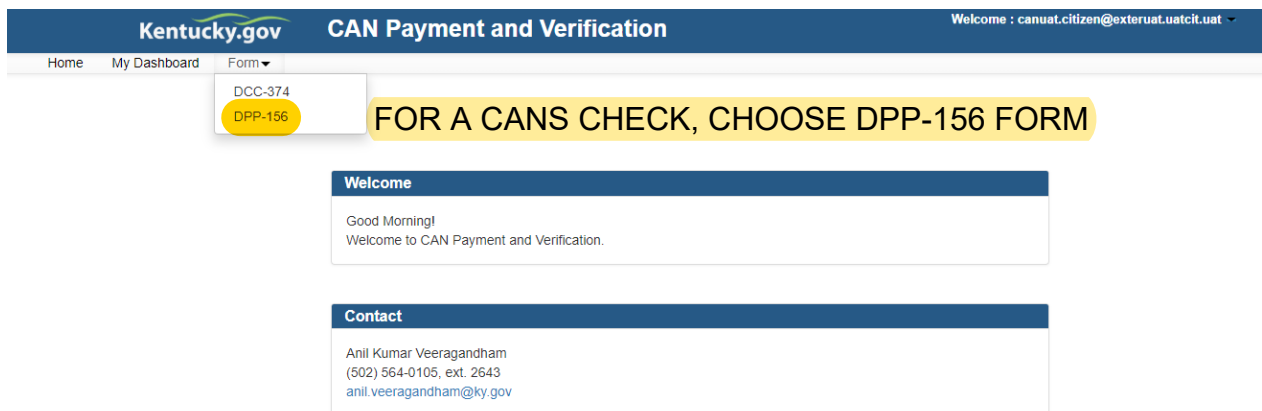 Kentucky.gov CAN Payment and Verification Welcome : canuat.citizen@exteruat.uatcit.uat
Home My Dashboard Form
DCC-374
DPP-156
FOR A CANS CHECK, CHOOSE DPP-156 FORM
Welcome
Good Morning!
Welcome to CAN Payment and Verification.
Contact
Anil Kumar Veeragandham
(502) 564-0105, ext. 2643
anil.veeragandham@ky.gov